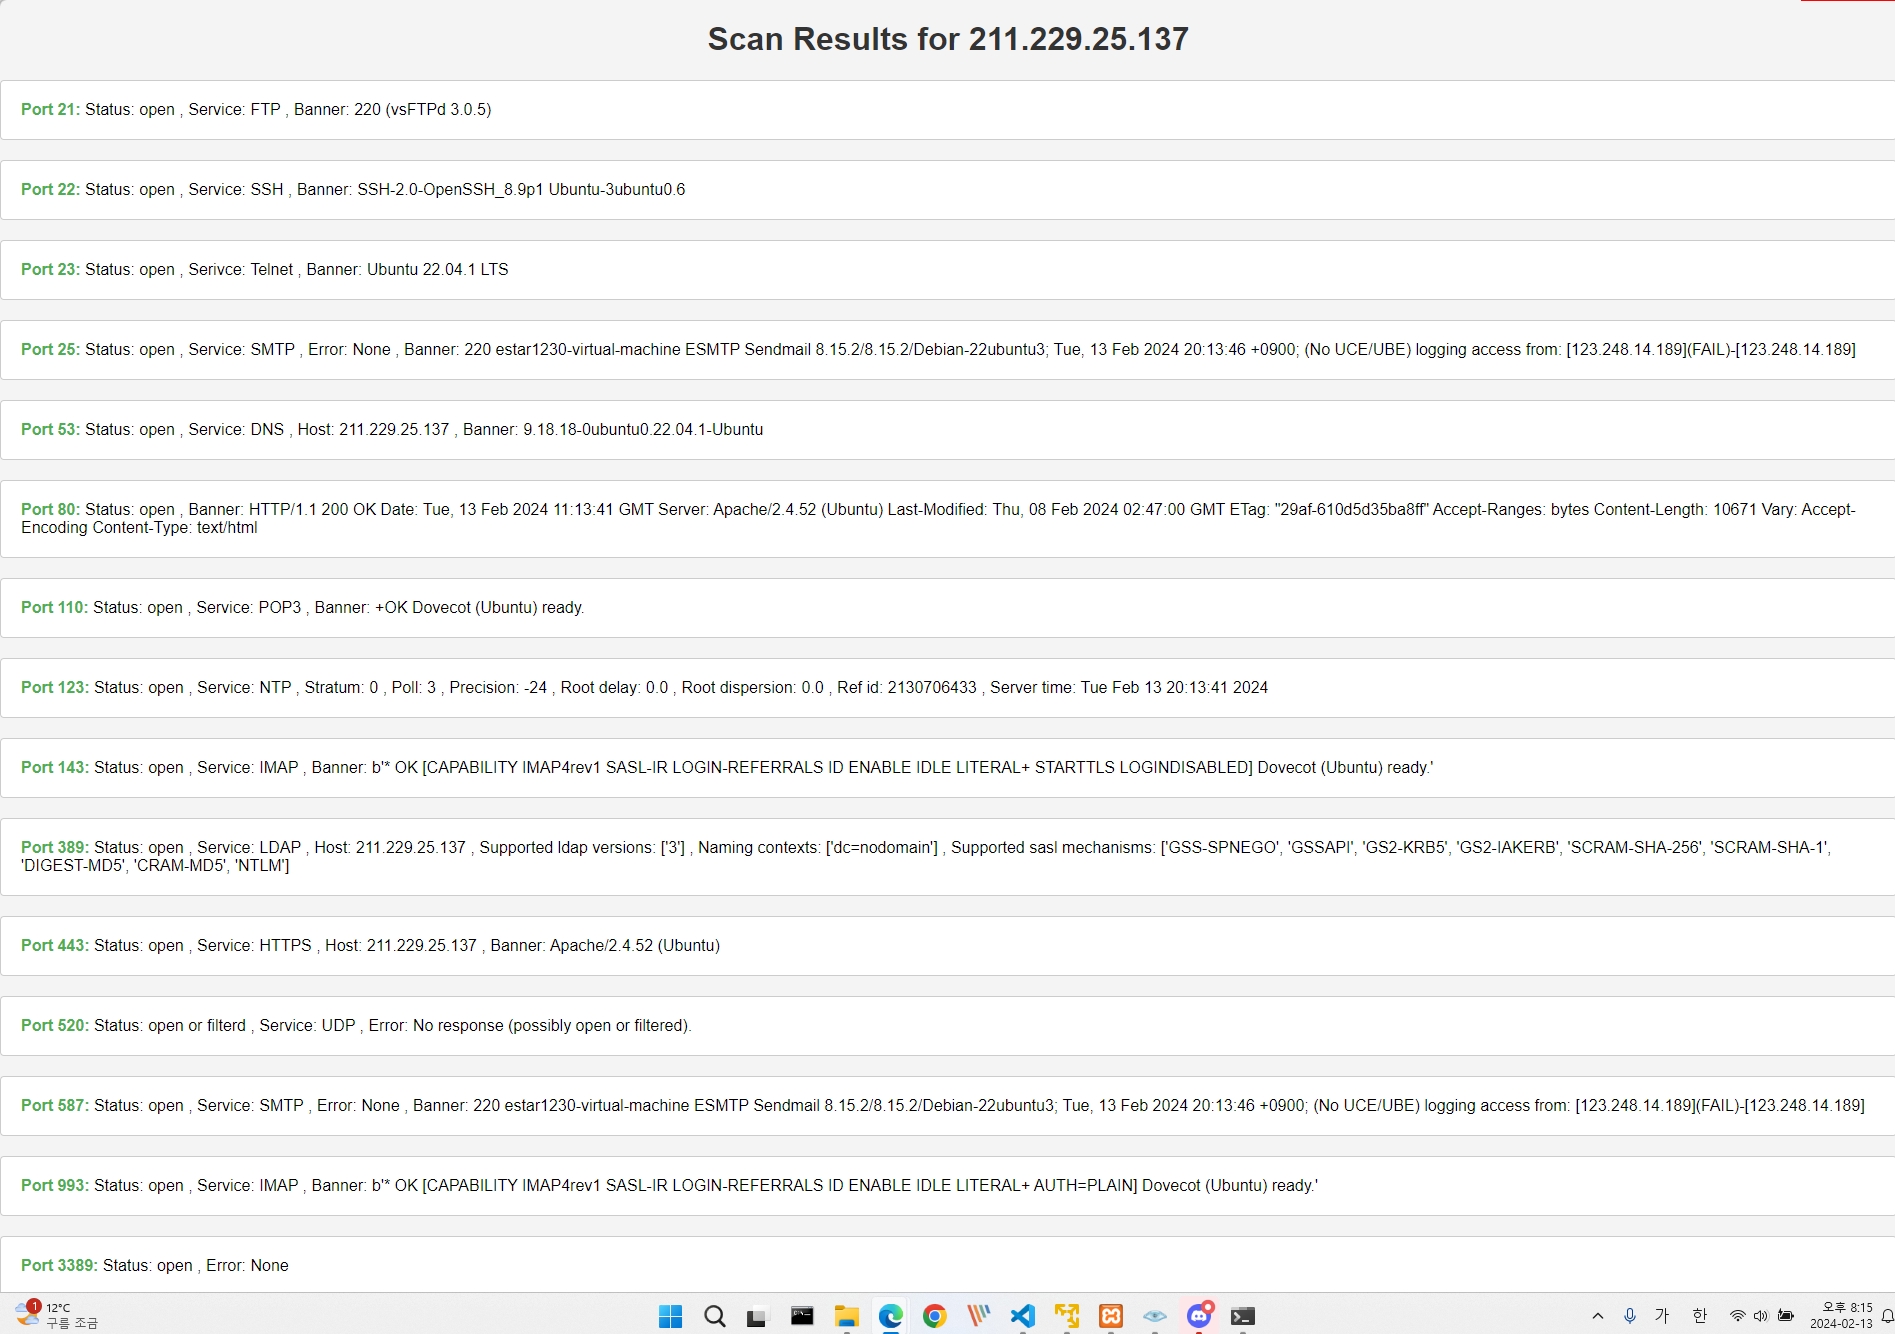 Scan Results for 211.229.25.137
Port 21: Status: open , Service: FTP , Banner: 220 (vsFTPd 3.0.5)
Port 22: Status: open , Service: SSH , Banner: SSH-2.0-OpenSSH_8.9p1 Ubuntu-3ubuntu0.6
Port 23: Status: open , Serivce: Telnet , Banner: Ubuntu 22.04.1 LTS
Port 25: Status: open , Service: SMTP , Error: None , Banner: 220 estar1230-virtual-machine ESMTP Sendmail 8.15.2/8.15.2/Debian-22ubuntu3; Tue, 13 Feb 2024 20:13:46 +0900; (No UCE/UBE) logging access from: [123.248.14.189](FAIL)-[123.248.14.189]
Port 53: Status: open , Service: DNS , Host: 211.229.25.137 , Banner: 9.18.18-0ubuntu0.22.04.1-Ubuntu
Port 80: Status: open , Banner: HTTP/1.1 200 OK Date: Tue, 13 Feb 2024 11:13:41 GMT Server: Apache/2.4.52 (Ubuntu) Last-Modified: Thu, 08 Feb 2024 02:47:00 GMT ETag: "29af-610d5d35ba8ff" Accept-Ranges: bytes Content-Length: 10671 Vary: Accept-
Encoding Content-Type: text/html
Port 110: Status: open , Service: POP3 , Banner: +OK Dovecot (Ubuntu) ready.
Port 123: Status: open , Service: NTP , Stratum: 0 , Poll: 3 , Precision: -24 , Root delay: 0.0 , Root dispersion: 0.0 , Ref id: 2130706433 , Server time: Tue Feb 13 20:13:41 2024
Port 143: Status: open , Service: IMAP , Banner: b'* OK [CAPABILITY IMAP4rev1 SASL-IR LOGIN-REFERRALS ID ENABLE IDLE LITERAL+ STARTTLS LOGINDISABLED] Dovecot (Ubuntu) ready.'
Port 389: Status: open , Service: LDAP , Host: 211.229.25.137 , Supported ldap versions: ['3'] , Naming contexts: ['dc=nodomain'] , Supported sasl mechanisms: ['GSS-SPNEGO', 'GSSAPI', 'GS2-KRB5', 'GS2-IAKERB', 'SCRAM-SHA-256', 'SCRAM-SHA-1',
'DIGEST-MD5', 'CRAM-MD5', 'NTLM']
Port 443: Status: open , Service: HTTPS , Host: 211.229.25.137 , Banner: Apache/2.4.52 (Ubuntu)
Port 520: Status: open or filterd , Service: UDP , Error: No response (possibly open or filtered).
Port 587: Status: open , Service: SMTP , Error: None , Banner: 220 estar1230-virtual-machine ESMTP Sendmail 8.15.2/8.15.2/Debian-22ubuntu3; Tue, 13 Feb 2024 20:13:46 +0900; (No UCE/UBE) logging access from: [123.248.14.189](FAIL)-[123.248.14.189]
Port 993: Status: open , Service: IMAP , Banner: b'* OK [CAPABILITY IMAP4rev1 SASL-IR LOGIN-REFERRALS ID ENABLE IDLE LITERAL+ AUTH=PLAIN] Dovecot (Ubuntu) ready.'
Port 3389: Status: open , Error: None
1
12°C
구름 조금
가
한
오후 8:15
2024-02-13